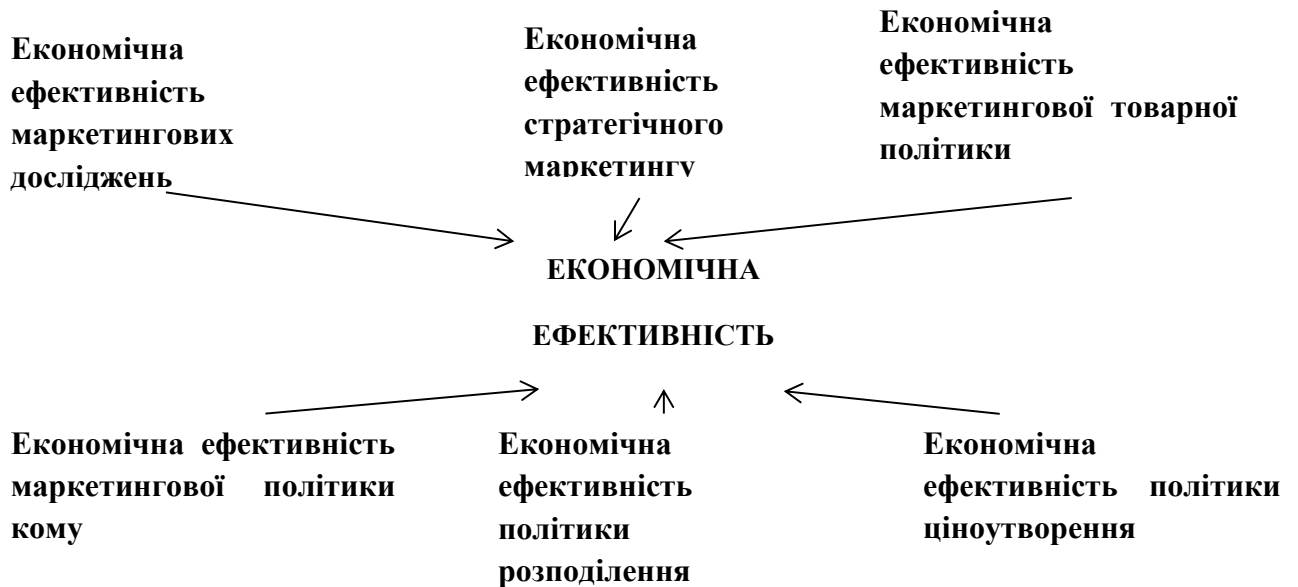 Економічна
ефективність
маркетингових
досліджень
Економічна
ефективність
стратегічного
маркетингу
Економічна
ефективність
маркетингової товарної
політики
ЕКОНОМІЧНА
ЕФЕКТИВНІСТЬ
Економічна ефективність
маркетингової політики
кому
Економічна
ефективність
політики
розподілення
Економічна
ефективність політики
ціноутворення